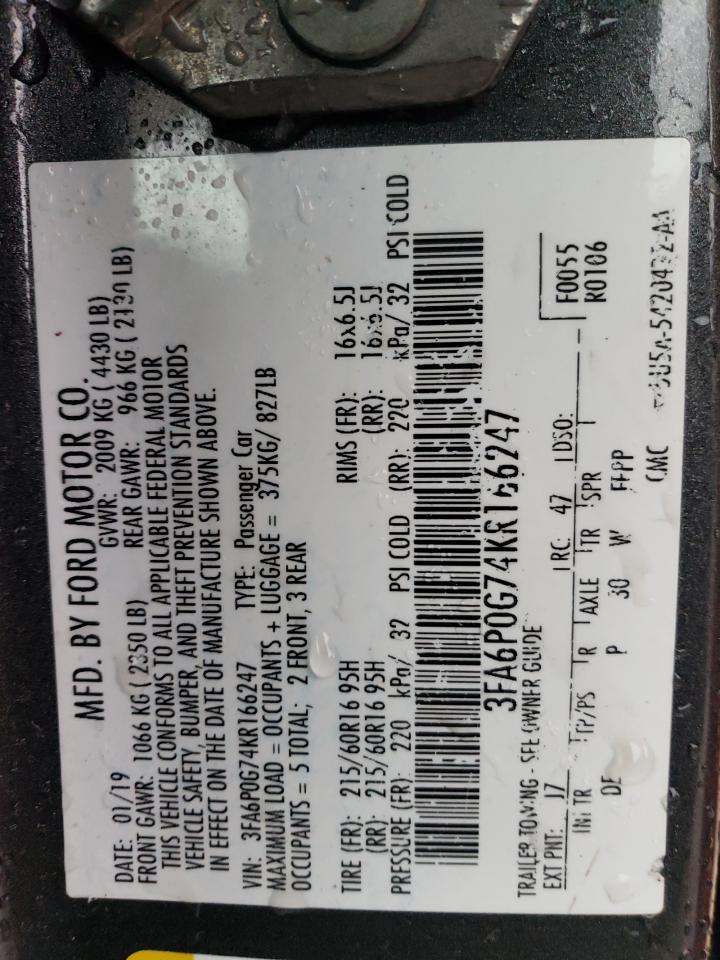 MFD. BY FORD MOTOR CO.
DATE: 01/19 GVWR: 2009 KG ( 4430 LB)
FRONT GAWR: 1066 KG ( 2350 LB) REAR GAWR: 966 KG ( 2130 LB)
THIS VEHICLE CONFORMS TO ALL APPLICABLE FEDERAL MOTOR
VEHICLE SAFETY, BUMPER, AND THEFT PREVENTION STANDARDS
IN EFFECT ON THE DATE OF MANUFACTURE SHOWN ABOVE.
VIN: 3FA6P0G74KR166247 TYPE: Passenger Car
MAXIMUM LOAD = OCCUPANTS + LUGGAGE = 375KG/ 827LB
OCCUPANTS = 5 TOTAL; 2 FRONT, 3 REAR
TIRE (FR): 215/60R16 95H RIMS (FR): 16x6.5J
(RR): 215/60R16 95H (RR): 16x6.5J
PRESSURE (FR): 220 kPa/ 32 PSI COLD (RR): 220 kPa/ 32 PSI COLD
3FA6P0G74KR166247
TRAILER TOWING - SEE OWNER GUIDE
F0055
R0106
EXT PNT: J7 RC: 47 DSO:
INT TR TP/PS R AXLE TR SPR
DE P 30 W